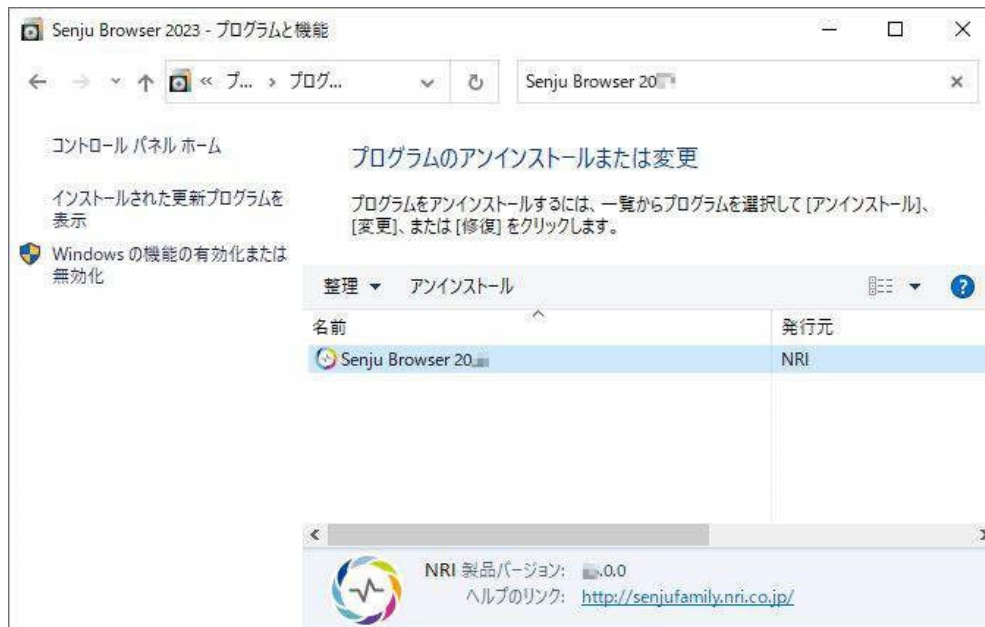 Senju Browser 2023 - プログラムと機能
« プ... › プログ...
Senju Browser 20
コントロール パネル ホーム
インストールされた更新プログラムを
表示
Windows の機能の有効化または
無効化
プログラムのアンインストールまたは変更
プログラムをアンインストールするには、一覧からプログラムを選択して [アンインストール]、
[変更]、または [修復] をクリックします。
整理 アンインストール
名前 発行元
Senju Browser 20 NRI
NRI 製品バージョン: .0.0
ヘルプのリンク: http://senjufamily.nri.co.jp/